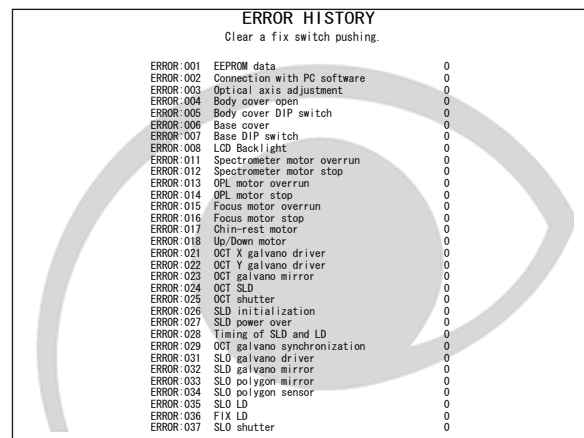 ERROR HISTORY
Clear a fix switch pushing.
ERROR:001 EEPROM data 0
ERROR:002 Connection with PC software 0
ERROR:003 Optical axis adjustment 0
ERROR:004 Body cover open 0
ERROR:005 Body cover DIP switch 0
ERROR:006 Base cover 0
ERROR:007 Base DIP switch 0
ERROR:008 LCD Backlight 0
ERROR:011 Spectrometer motor overrun 0
ERROR:012 Spectrometer motor stop 0
ERROR:013 OPL motor overrun 0
ERROR:014 OPL motor stop 0
ERROR:015 Focus motor overrun 0
ERROR:016 Focus motor stop 0
ERROR:017 Chin-rest motor 0
ERROR:018 Up/Down motor 0
ERROR:021 OCT X galvano driver 0
ERROR:022 OCT Y galvano driver 0
ERROR:023 OCT galvano mirror 0
ERROR:024 OCT SLD 0
ERROR:025 OCT shutter 0
ERROR:026 SLD initialization 0
ERROR:027 SLD power over 0
ERROR:028 Timing of SLD and LD 0
ERROR:029 OCT galvano synchronization 0
ERROR:031 SLO galvano driver 0
ERROR:032 SLD galvano mirror 0
ERROR:033 SLO polygon mirror 0
ERROR:034 SLO polygon sensor 0
ERROR:035 SLO LD 0
ERROR:036 FIX LD 0
ERROR:037 SLO shutter 0